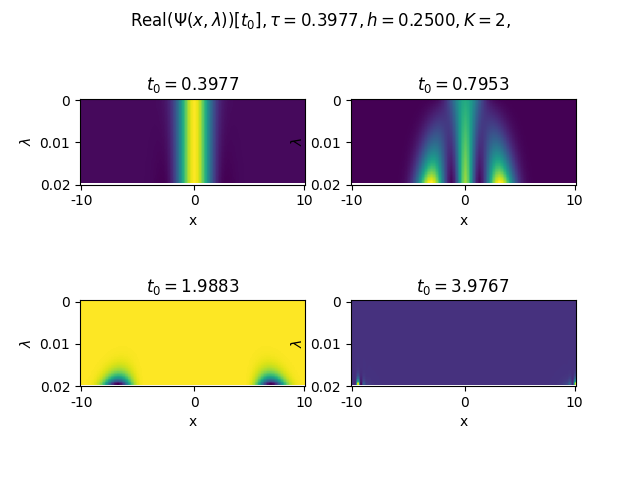 Real(Ψ(x, λ))[t₀], τ = 0.3977, h = 0.2500, K = 2,
t₀ = 0.3977 t₀ = 0.7953
0 0
λ 0.01 λ 0.01
0.02 0.02
-10 0 10 -10 0 10
x x
t₀ = 1.9883 t₀ = 3.9767
0 0
λ 0.01 λ 0.01
0.02 0.02
-10 0 10 -10 0 10
x x